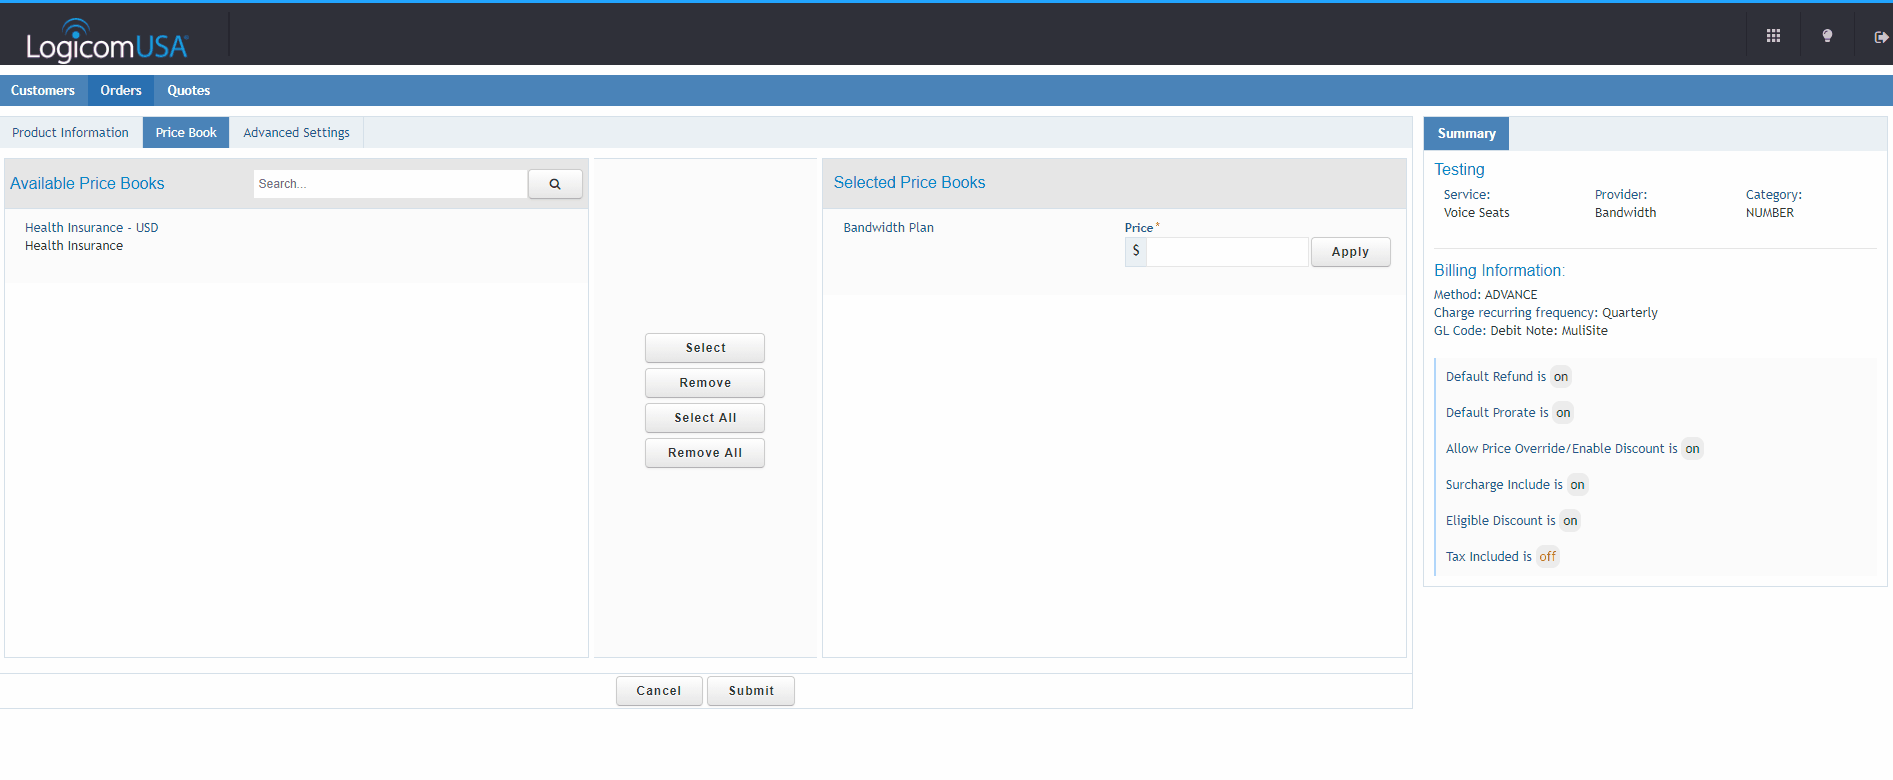 LogicomUSA
Customers Orders Quotes
Product Information Price Book Advanced Settings
Available Price Books
Search...
Health Insurance - USD
Health Insurance
Select
Remove
Select All
Remove All
Selected Price Books
Bandwidth Plan
Price *
$
Apply
Cancel Submit
Summary
Testing
Service: Provider: Category:
Voice Seats Bandwidth NUMBER
Billing Information:
Method: ADVANCE
Charge recurring frequency: Quarterly
GL Code: Debit Note: MuliSite
Default Refund is on
Default Prorate is on
Allow Price Override/Enable Discount is on
Surcharge Include is on
Eligible Discount is on
Tax Included is off